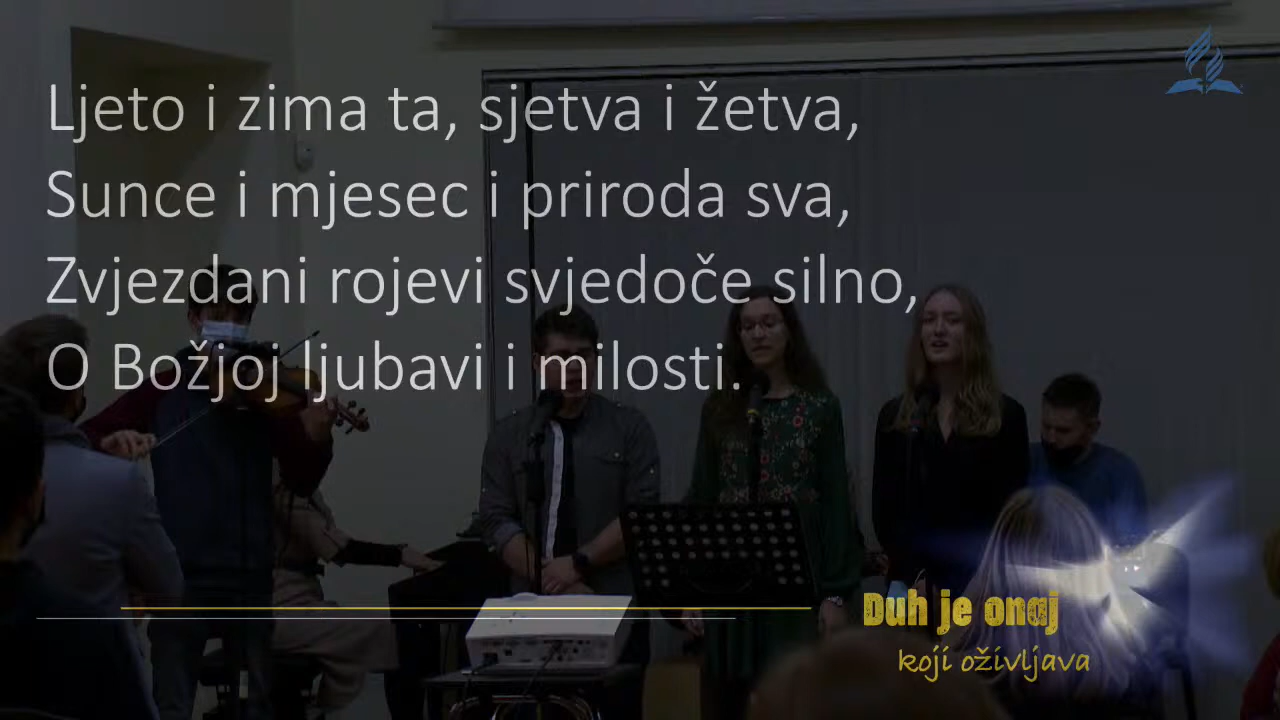 Ljeto i zima ta, sjetva i žetva,
Sunce i mjesec i priroda sva,
Zvjezdani rojevi svjedoče silno,
O Božjoj ljubavi i milosti.
Duh je onaj
koji oživljava